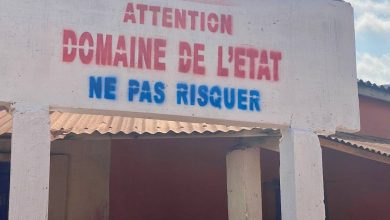 ATTENTION
DOMAINE DE L'ETAT
NE PAS RISQUER